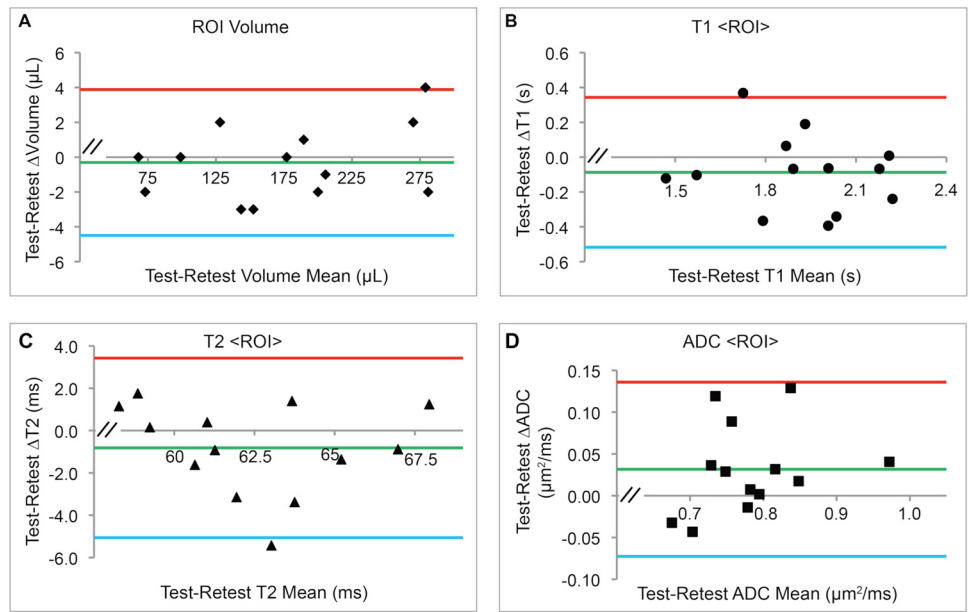 A
ROI Volume
Test-Retest ΔVolume (μL)
6
4
2
0
-2
-4
-6
75
125
175
225
275
Test-Retest Volume Mean (μL)
B
T1 <ROI>
Test-Retest ΔT1 (s)
0.6
0.4
0.2
0.0
-0.2
-0.4
-0.6
1.5
1.8
2.1
2.4
Test-Retest T1 Mean (s)
C
T2 <ROI>
Test-Retest ΔT2 (ms)
4.0
2.0
0.0
-2.0
-4.0
-6.0
60
62.5
65
67.5
Test-Retest T2 Mean (ms)
D
ADC <ROI>
Test-Retest ΔADC
(μm²/ms)
0.15
0.10
0.05
0.00
-0.05
-0.10
0.7
0.8
0.9
1.0
Test-Retest ADC Mean (μm²/ms)